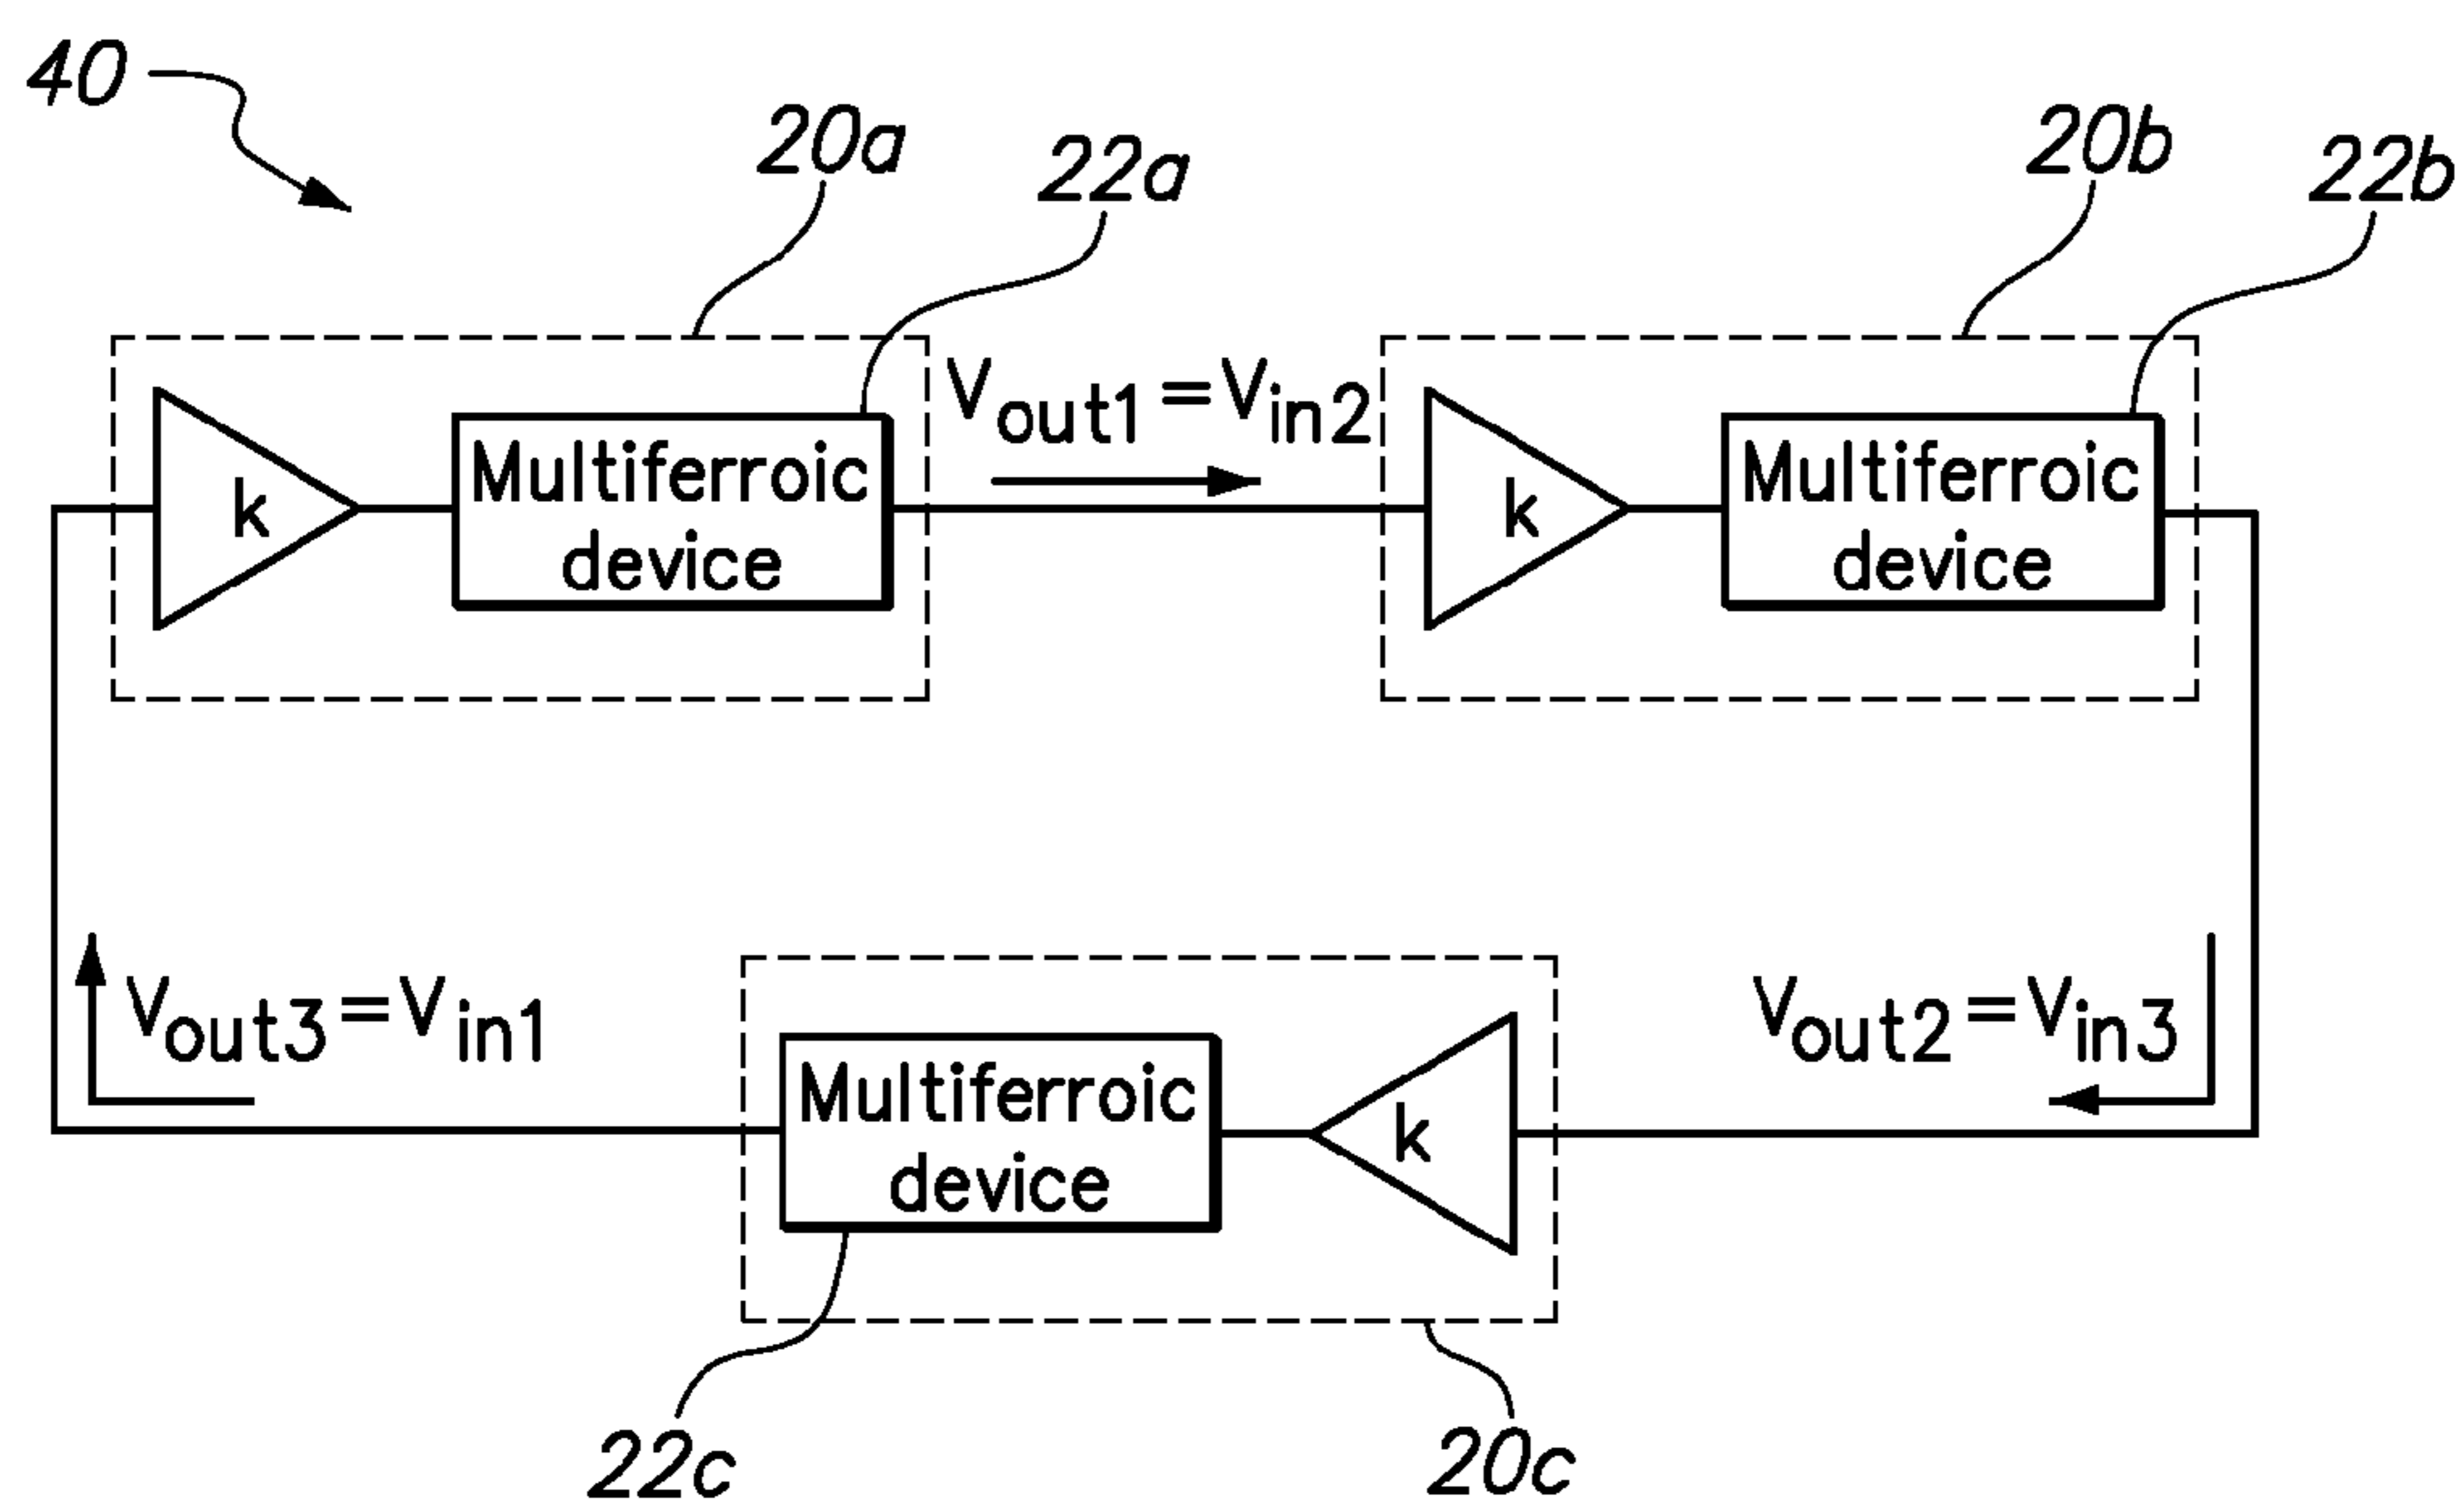 40
20a
22a
20b
22b
Vout1=Vin2
k
Multiferroic
device
k
Multiferroic
device
Vout3=Vin1
Multiferroic
device
k
Vout2=Vin3
22c
20c